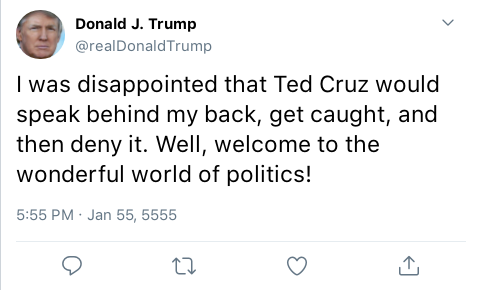 Donald J. Trump
@realDonaldTrump
I was disappointed that Ted Cruz would
speak behind my back, get caught, and
then deny it. Well, welcome to the
wonderful world of politics!
5:55 PM · Jan 55, 5555